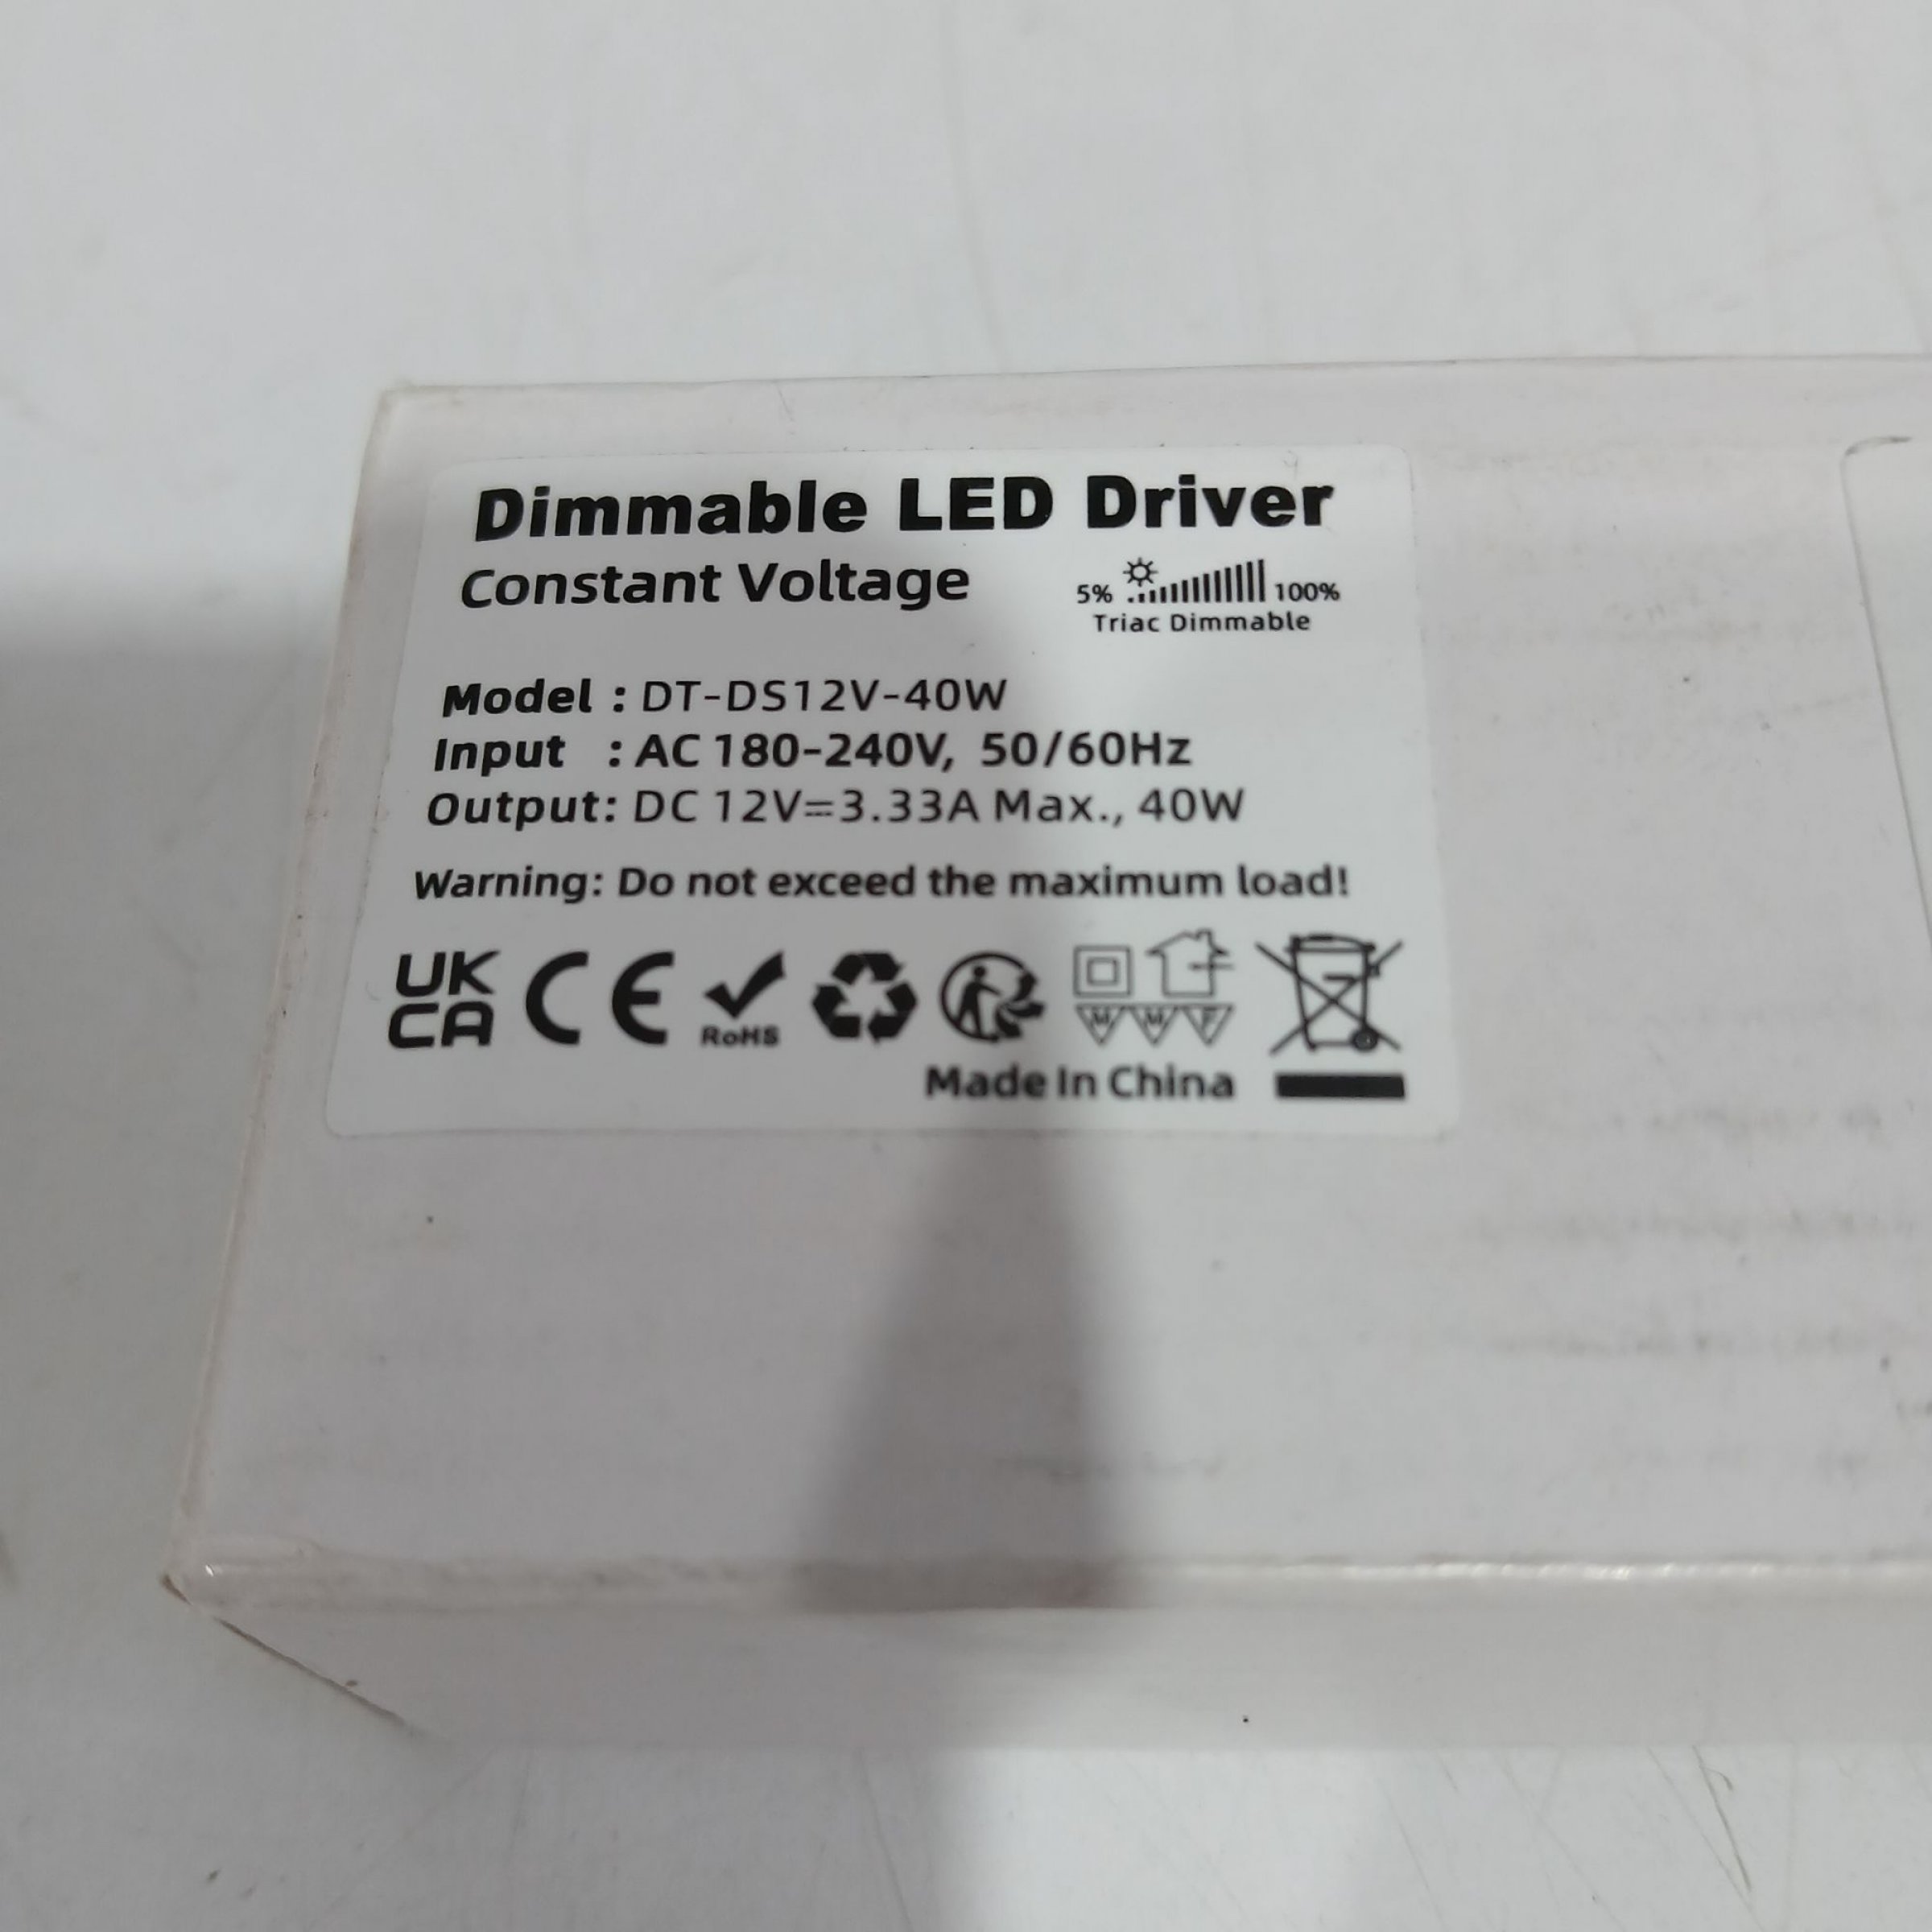 Dimmable LED Driver
Constant Voltage
5% 100%
Triac Dimmable
Model : DT-DS12V-40W
Input : AC 180-240V, 50/60Hz
Output: DC 12V⎓3.33A Max., 40W
Warning: Do not exceed the maximum load!
UK
CA CE RoHS M M F
Made In China